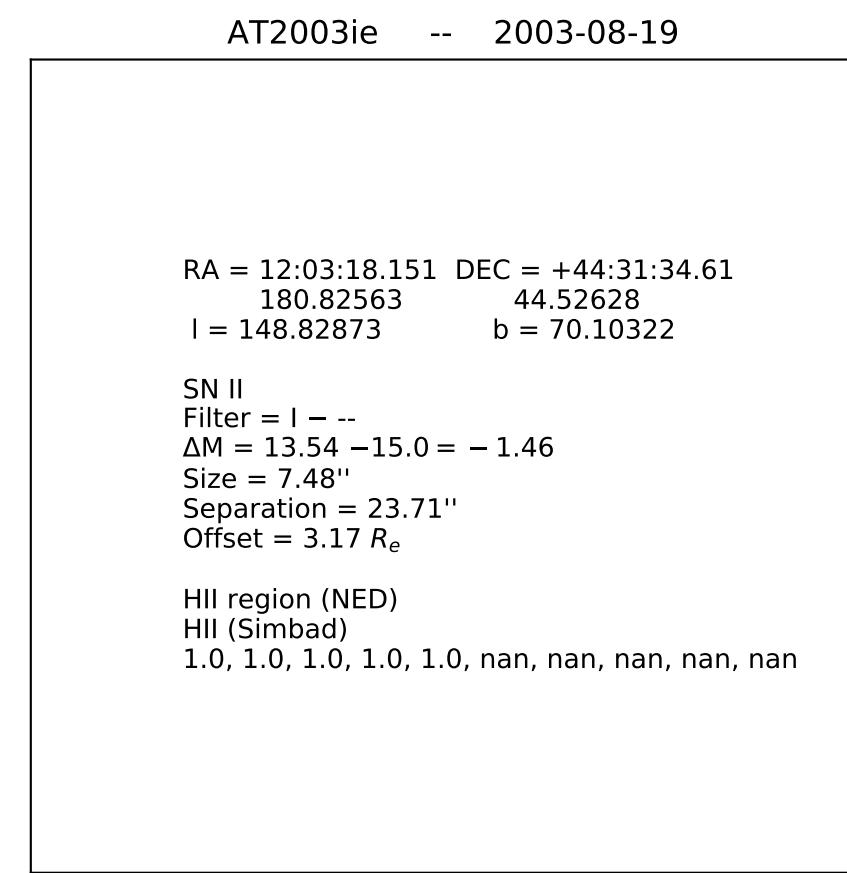 AT2003ie -- 2003-08-19
RA = 12:03:18.151 DEC = +44:31:34.61
180.82563 44.52628
l = 148.82873 b = 70.10322
SN II
Filter = I − --
ΔM = 13.54 −15.0 = − 1.46
Size = 7.48''
Separation = 23.71''
Offset = 3.17 Re
HII region (NED)
HII (Simbad)
1.0, 1.0, 1.0, 1.0, 1.0, nan, nan, nan, nan, nan